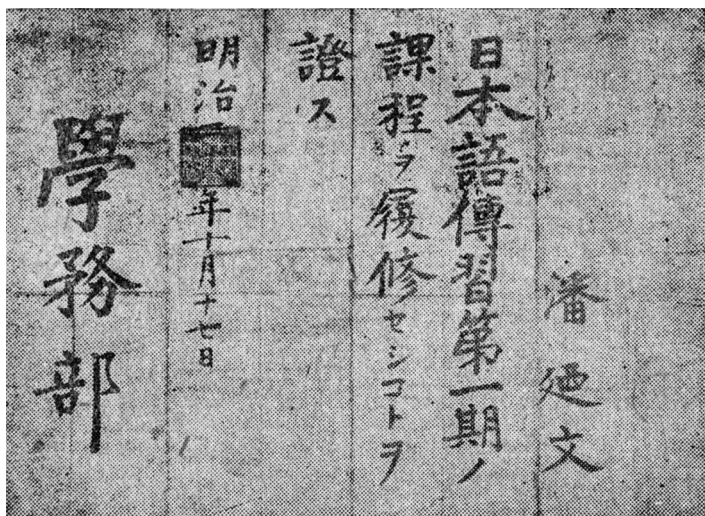 潘廼文
日本語傳習第一期ノ
課程ヲ履修セシコトヲ
證ス
明治年十月十七日
學務部